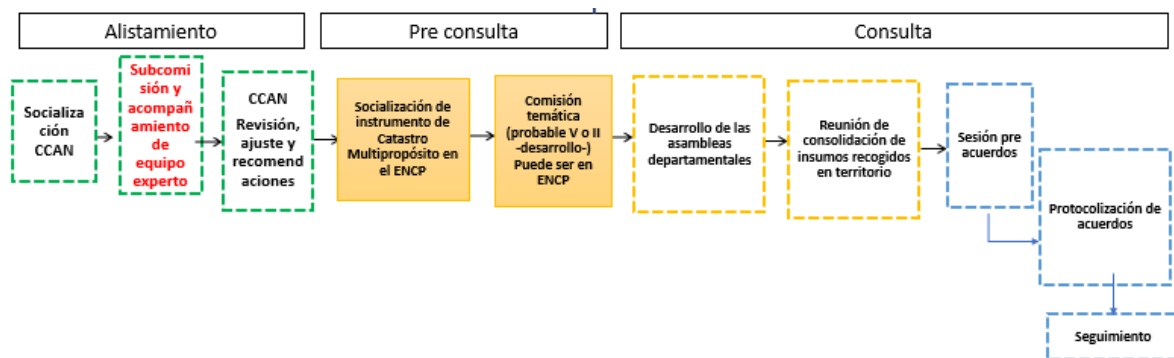 Alistamiento
Pre consulta
Consulta
Socializa
ción
CCAN
Subcomi
sión y
acompañ
amiento
de
equipo
experto
CCAN
Revisión,
ajuste y
recomend
aciones
Socialización de
instrumento de
Catastro
Multipropósito en
el ENCP
Comisión
temática
(probable V o II
-desarrollo-)
Puede ser en
ENCP
Desarrollo de las
asambleas
departamentales
Reunión de
consolidación de
insumos recogidos
en territorio
Sesión pre
acuerdos
Protocolización de
acuerdos
Seguimiento